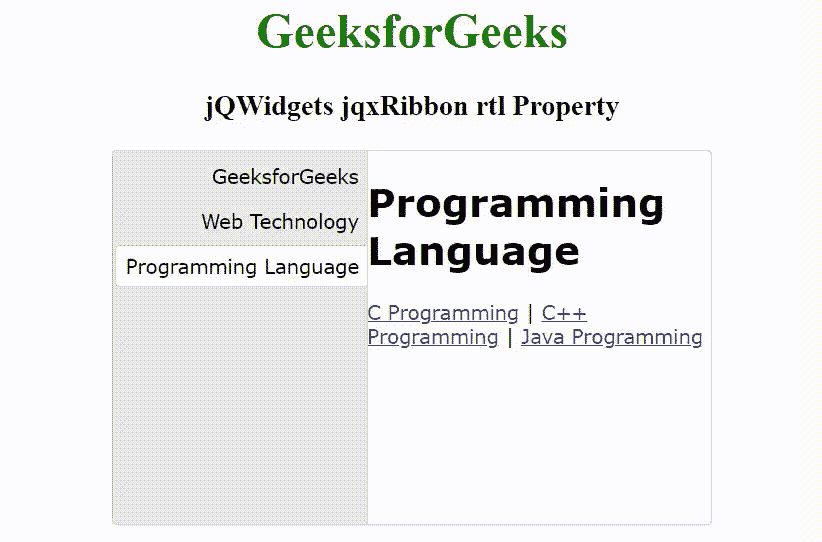 GeeksforGeeks
jQWidgets jqxRibbon rtl Property
GeeksforGeeks
Web Technology
Programming Language
Programming
Language
C Programming | C++
Programming | Java Programming